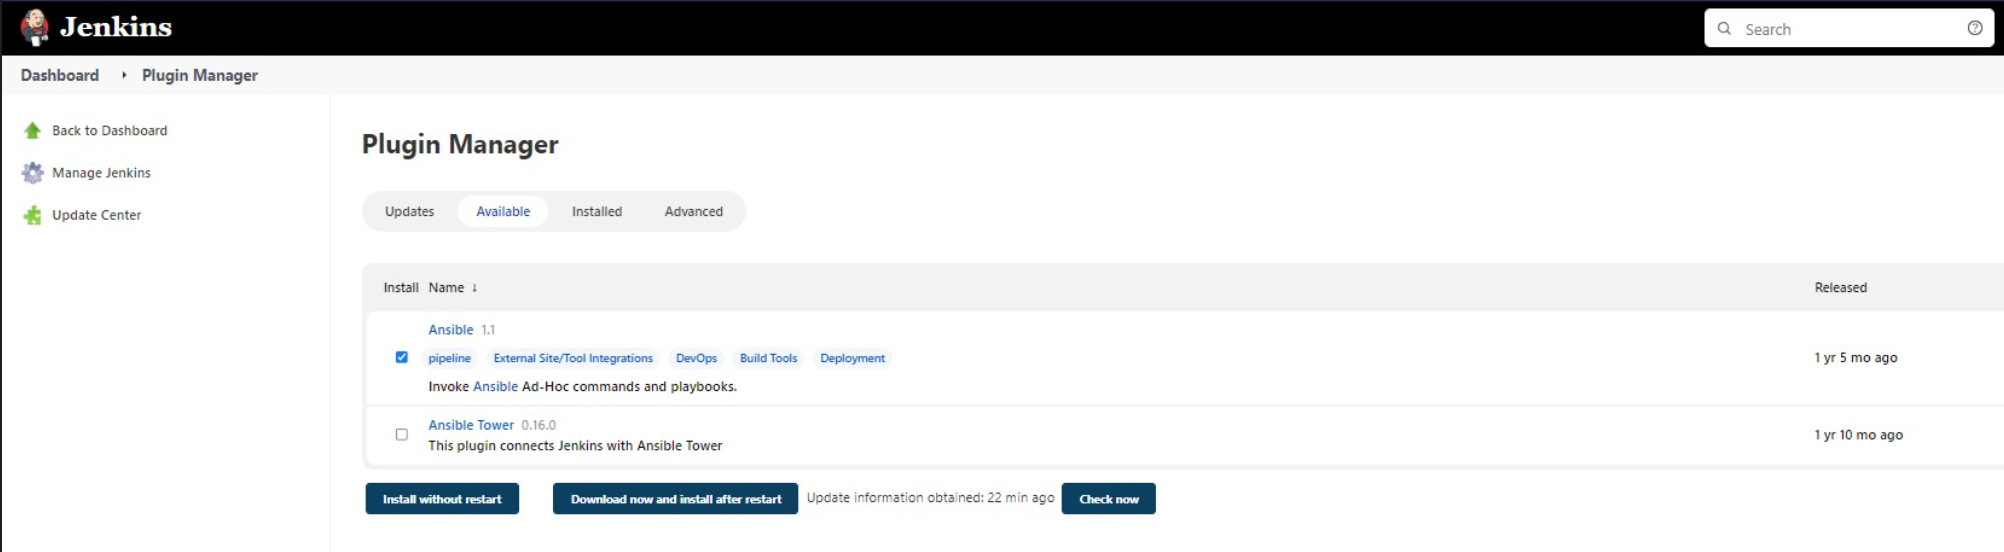 Jenkins
Search
Dashboard Plugin Manager
Back to Dashboard
Manage Jenkins
Update Center
Plugin Manager
Updates Available Installed Advanced
Install Name ↓ Released
Ansible 1.1
pipeline External Site/Tool Integrations DevOps Build Tools Deployment
Invoke Ansible Ad-Hoc commands and playbooks.
1 yr 5 mo ago
Ansible Tower 0.16.0
This plugin connects Jenkins with Ansible Tower
1 yr 10 mo ago
Install without restart Download now and install after restart Update information obtained: 22 min ago Check now